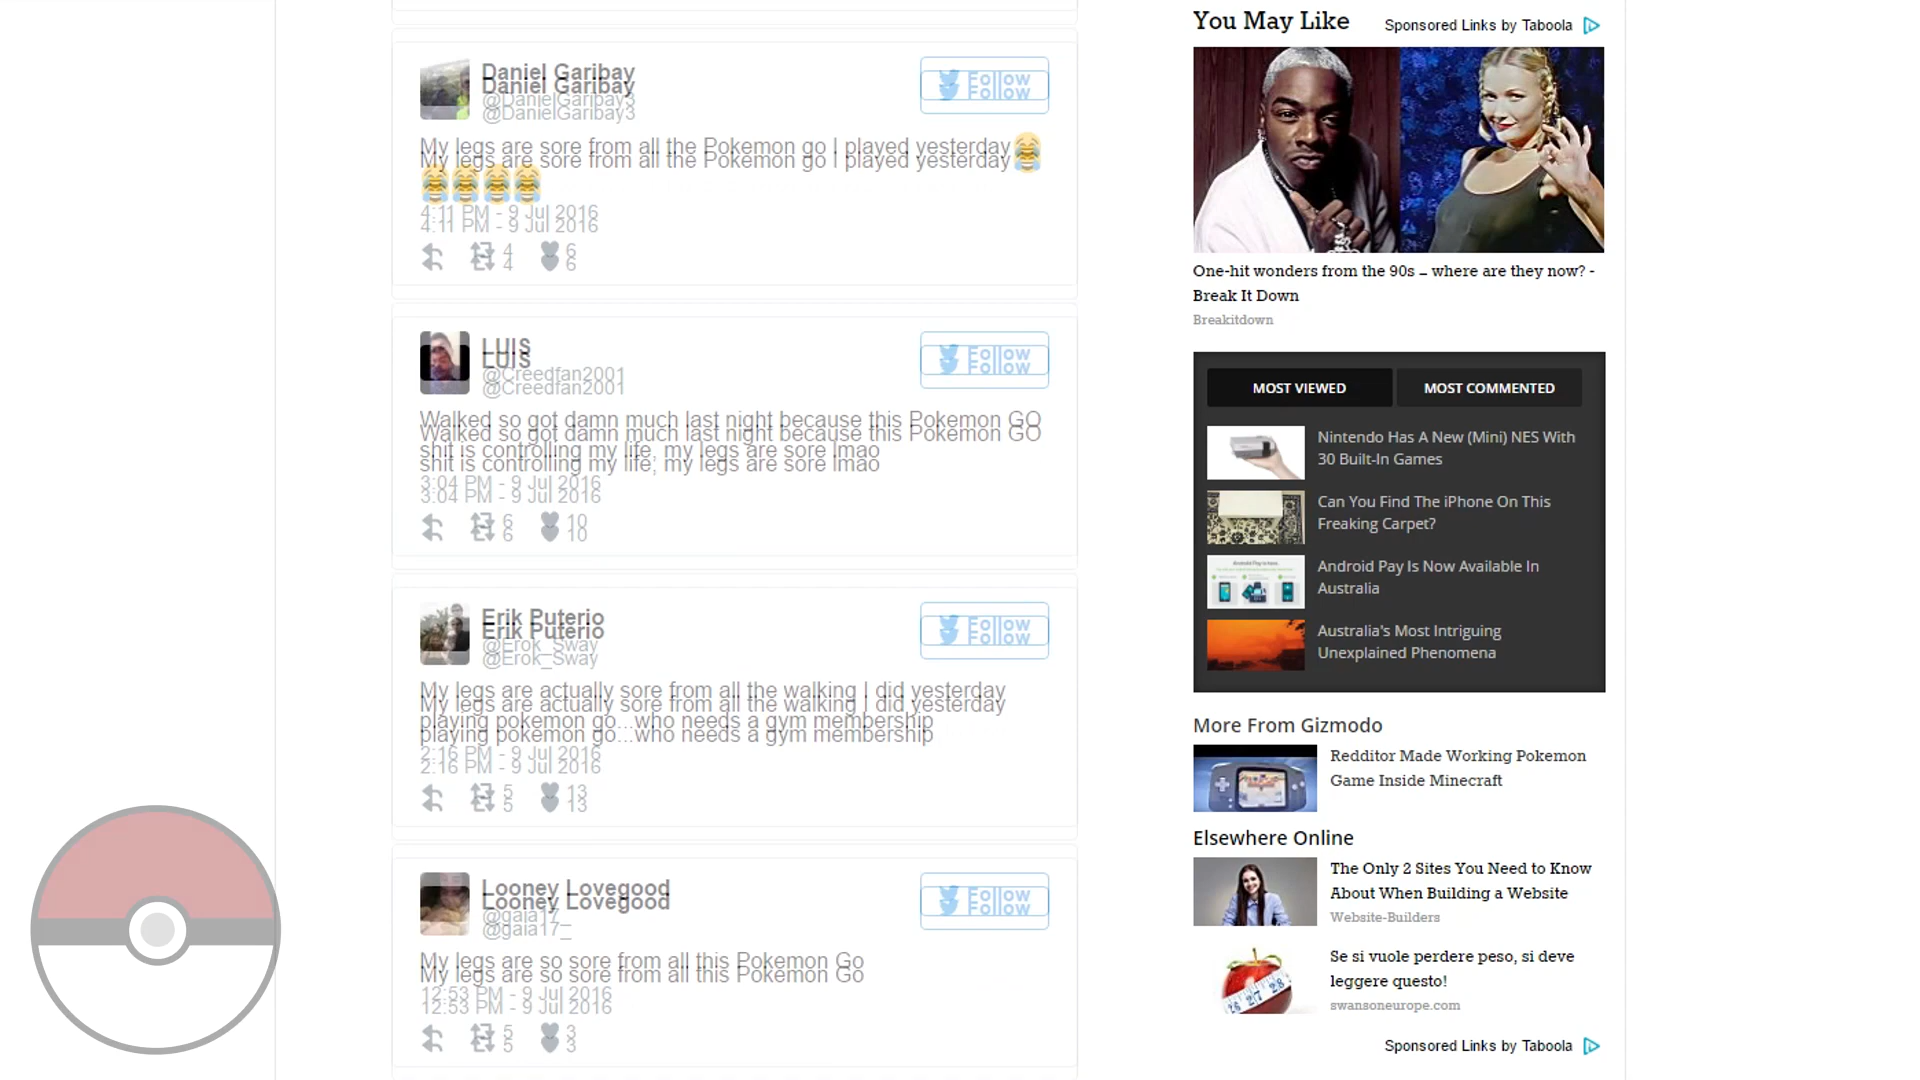 Daniel Garibay
@DanielGaribay3
Follow
My legs are sore from all the Pokemon go I played yesterday😂
😂😂😂😂
4:11 PM - 9 Jul 2016
4 6
LUIS
@Creedfan2001
Follow
Walked so got damn much last night because this Pokemon GO
shit is controlling my life, my legs are sore lmao
3:04 PM - 9 Jul 2016
6 10
Erik Puterio
@Erok_Sway
Follow
My legs are actually sore from all the walking I did yesterday
playing pokemon go...who needs a gym membership
2:16 PM - 9 Jul 2016
5 13
Looney Lovegood
@gaia17_
Follow
My legs are so sore from all this Pokemon Go
12:53 PM - 9 Jul 2016
5 3
You May Like
Sponsored Links by Taboola
One-hit wonders from the 90s – where are they now? -
Break It Down
Breakitdown
MOST VIEWED
MOST COMMENTED
Nintendo Has A New (Mini) NES With
30 Built-In Games
Can You Find The iPhone On This
Freaking Carpet?
Android Pay Is Now Available In
Australia
Australia's Most Intriguing
Unexplained Phenomena
More From Gizmodo
Redditor Made Working Pokemon
Game Inside Minecraft
Elsewhere Online
The Only 2 Sites You Need to Know
About When Building a Website
Website-Builders
Se si vuole perdere peso, si deve
leggere questo!
swansoneurope.com
Sponsored Links by Taboola